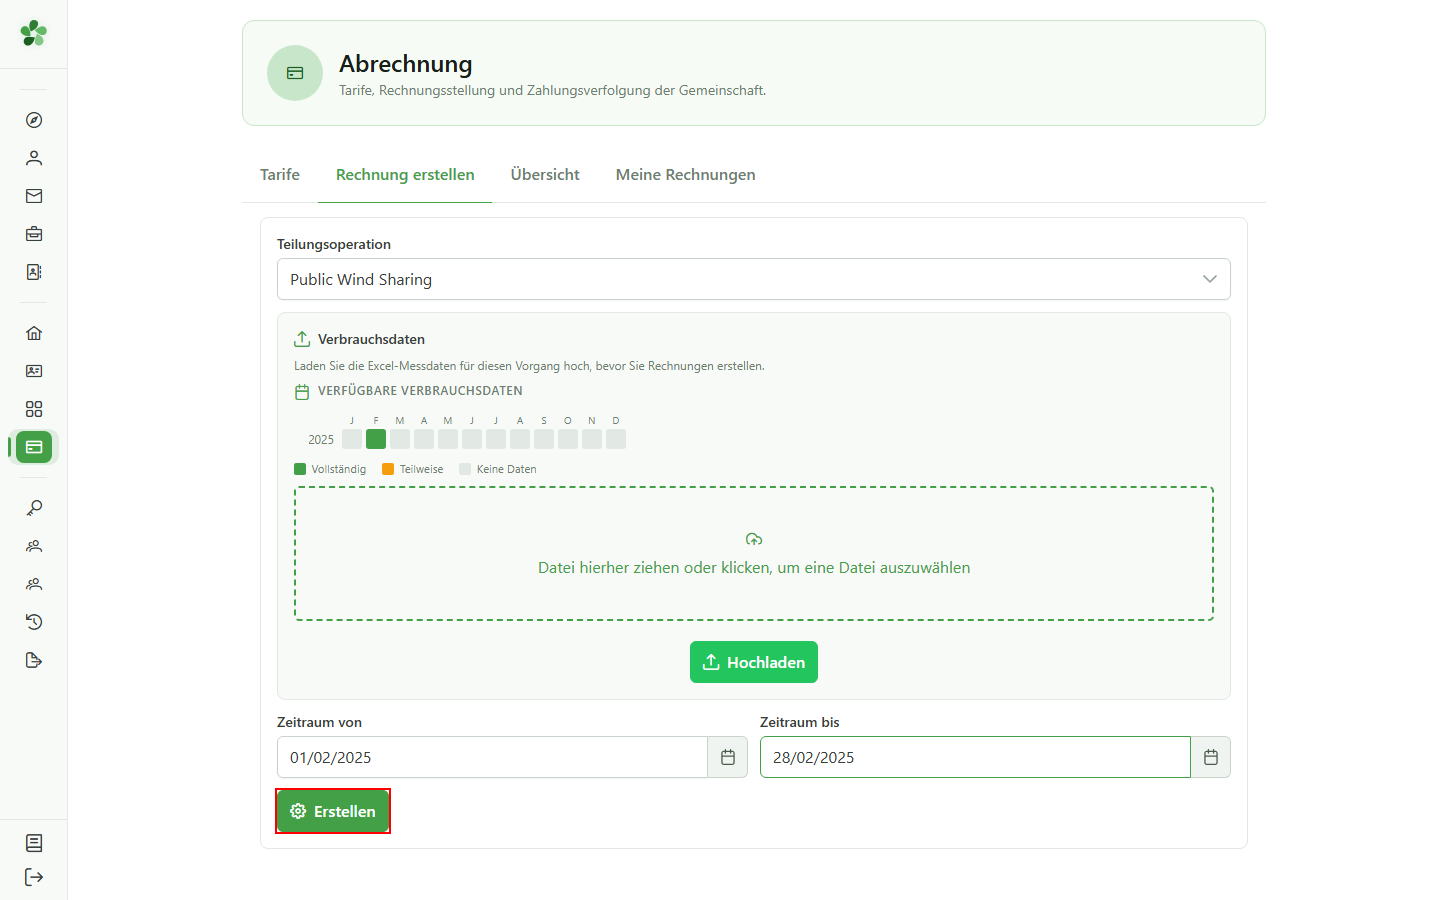 Abrechnung
Tarife, Rechnungsstellung und Zahlungsverfolgung der Gemeinschaft.
Tarife
Rechnung erstellen
Übersicht
Meine Rechnungen
Teilungsoperation
Public Wind Sharing
Verbrauchsdaten
Laden Sie die Excel-Messdaten für diesen Vorgang hoch, bevor Sie Rechnungen erstellen.
VERFÜGBARE VERBRAUCHSDATEN
J F M A M J J A S O N D
2025
Vollständig
Teilweise
Keine Daten
Datei hierher ziehen oder klicken, um eine Datei auszuwählen
Hochladen
Zeitraum von
Zeitraum bis
01/02/2025
28/02/2025
Erstellen